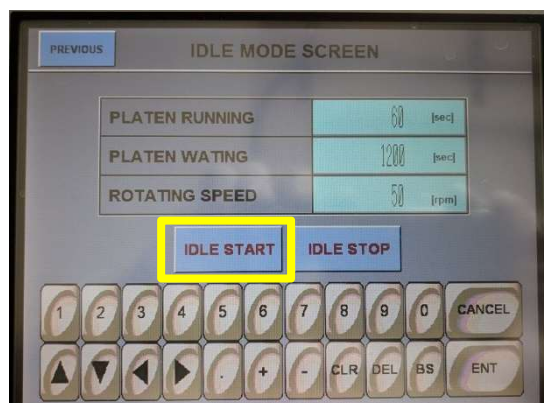 PREVIOUS IDLE MODE SCREEN
PLATEN RUNNING 60 [sec]
PLATEN WATING 1200 [sec]
ROTATING SPEED 50 [rpm]
IDLE START IDLE STOP
1 2 3 4 5 6 7 8 9 0 CANCEL
. + - CLR DEL BS ENT